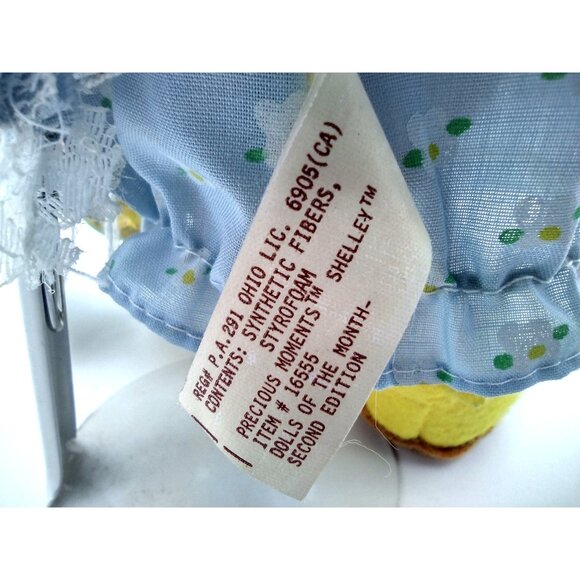 REG# P.A. 291 OHIO LIC. 6905(CA)
CONTENTS: SYNTHETIC FIBERS,
STYROFOAM
PRECIOUS MOMENTS™ SHELLEY™
ITEM # 16555
DOLLS OF THE MONTH-
SECOND EDITION